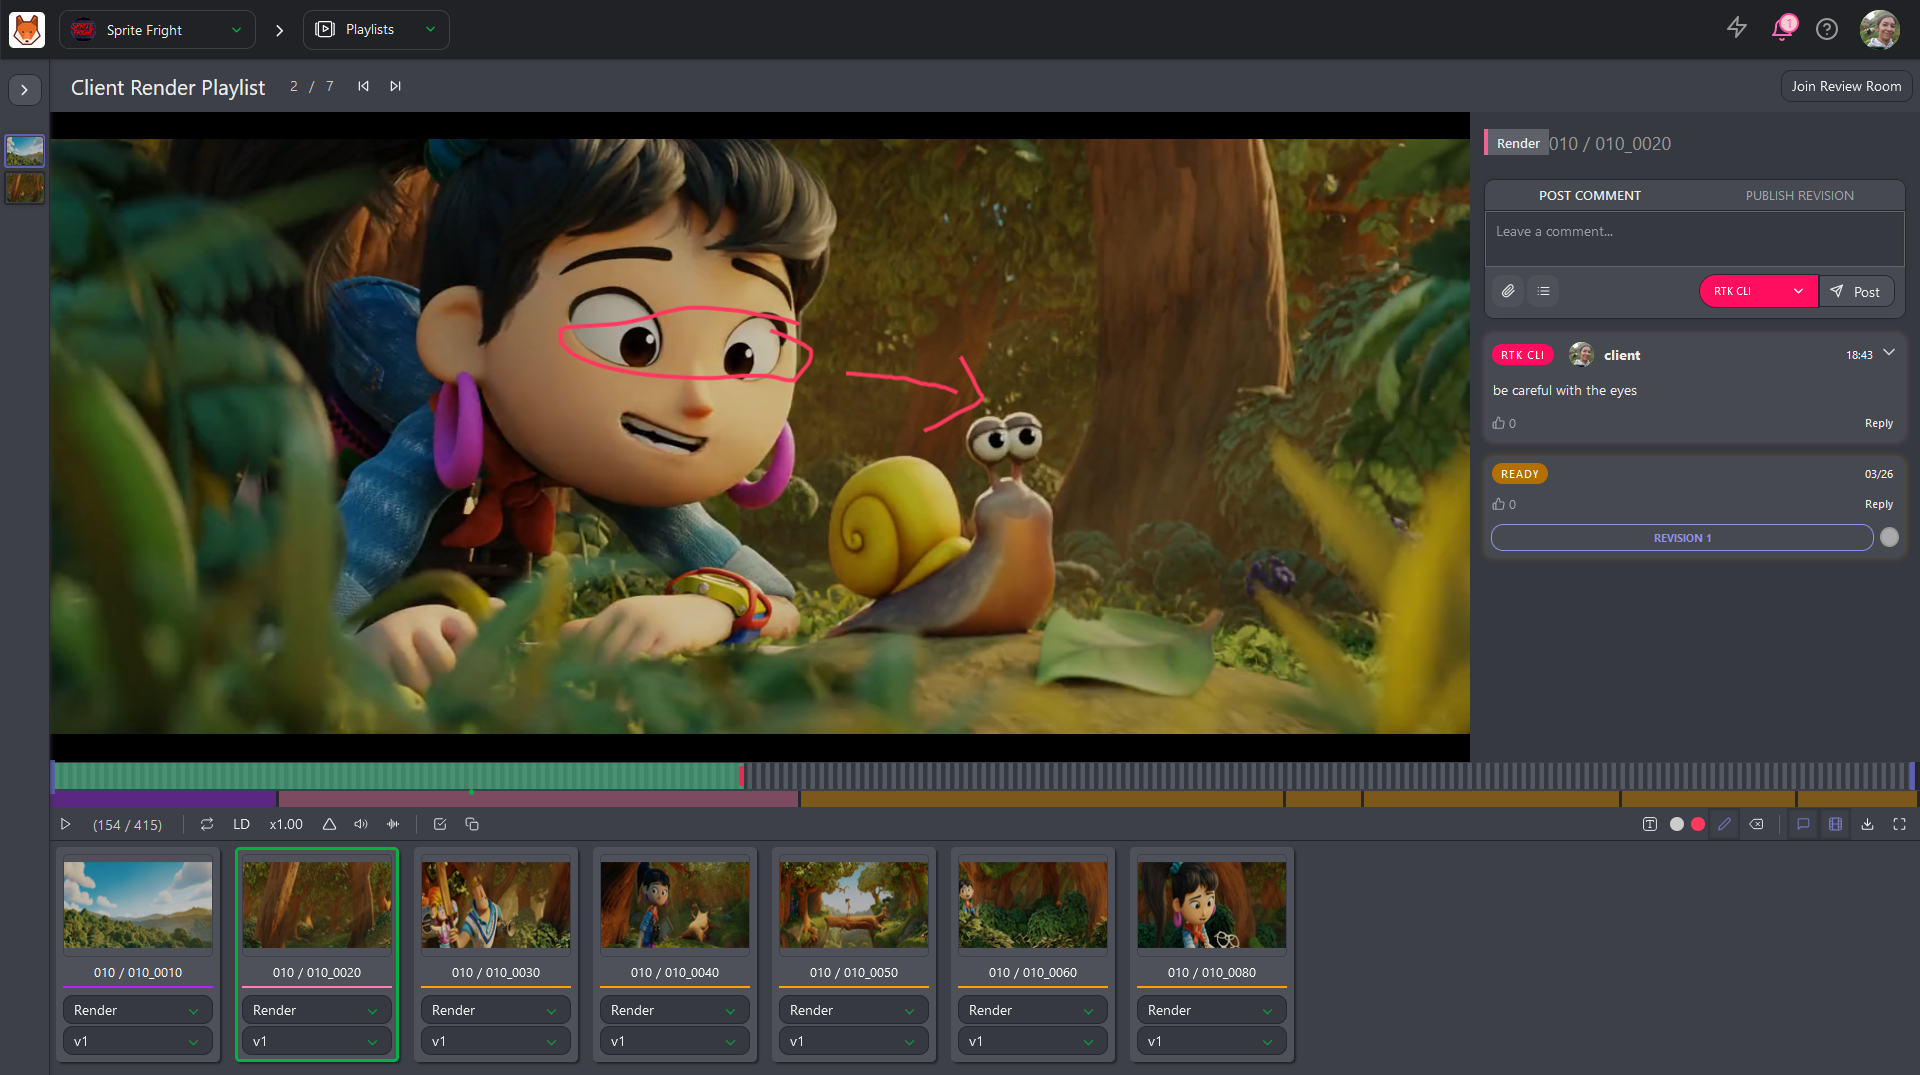 Sprite Fright
Playlists
1
Client Render Playlist 2 / 7
Join Review Room
Render 010 / 010_0020
POST COMMENT PUBLISH REVISION
Leave a comment...
RTK CLI Post
RTK CLI client 18:43
be careful with the eyes
0 Reply
READY 03/26
0 Reply
REVISION 1
(154 / 415) LD x1.00
010 / 010_0010 010 / 010_0020 010 / 010_0030 010 / 010_0040 010 / 010_0050 010 / 010_0060 010 / 010_0080
Render Render Render Render Render Render Render
v1 v1 v1 v1 v1 v1 v1